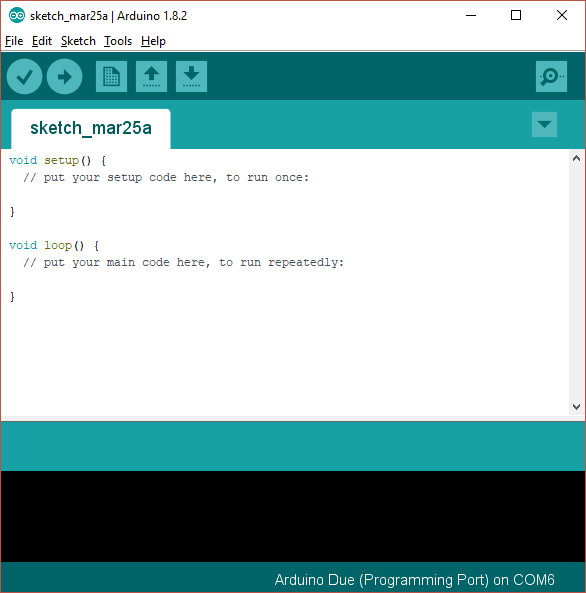 sketch_mar25a | Arduino 1.8.2
File Edit Sketch Tools Help
sketch_mar25a
void setup() {
  // put your setup code here, to run once:
}
void loop() {
  // put your main code here, to run repeatedly:
}
Arduino Due (Programming Port) on COM6